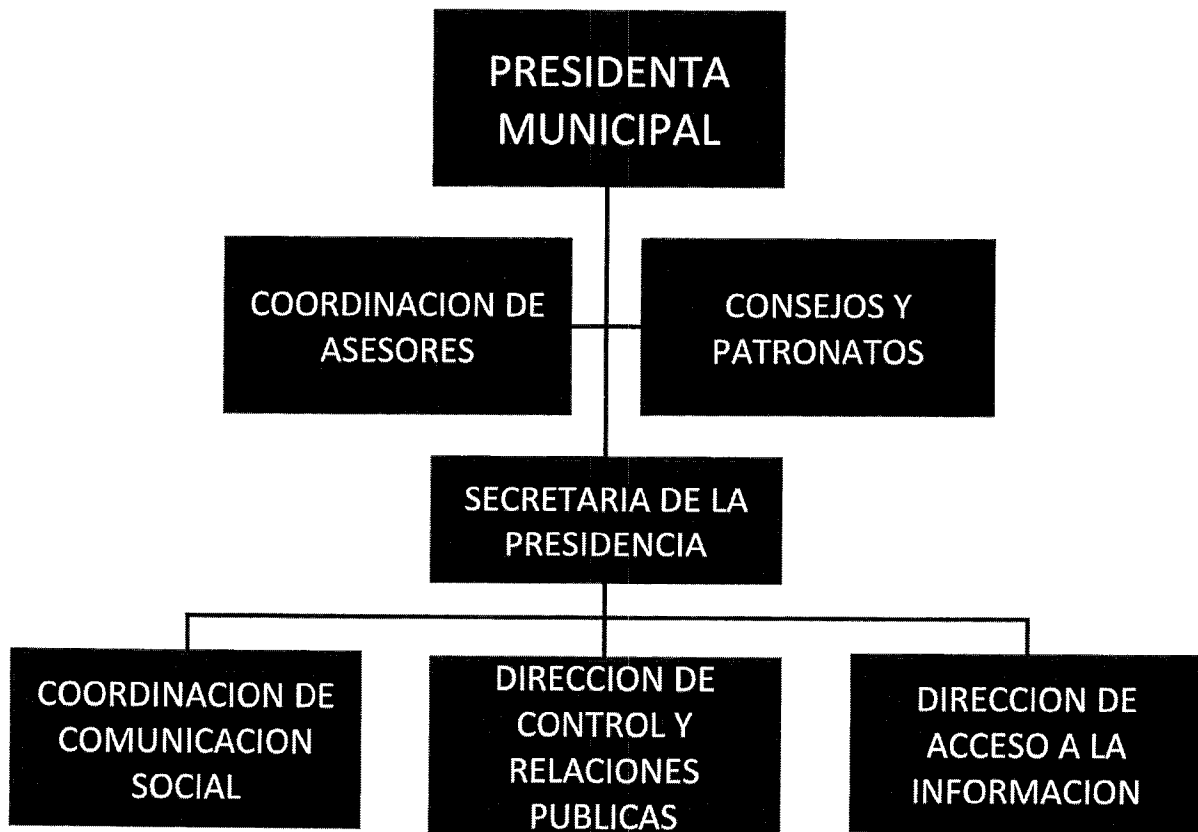 PRESIDENTA
MUNICIPAL
COORDINACION DE
ASESORES
CONSEJOS Y
PATRONATOS
SECRETARIA DE LA
PRESIDENCIA
COORDINACION DE
COMUNICACION
SOCIAL
DIRECCION DE
CONTROL Y
RELACIONES
PUBLICAS
DIRECCION DE
ACCESO A LA
INFORMACION